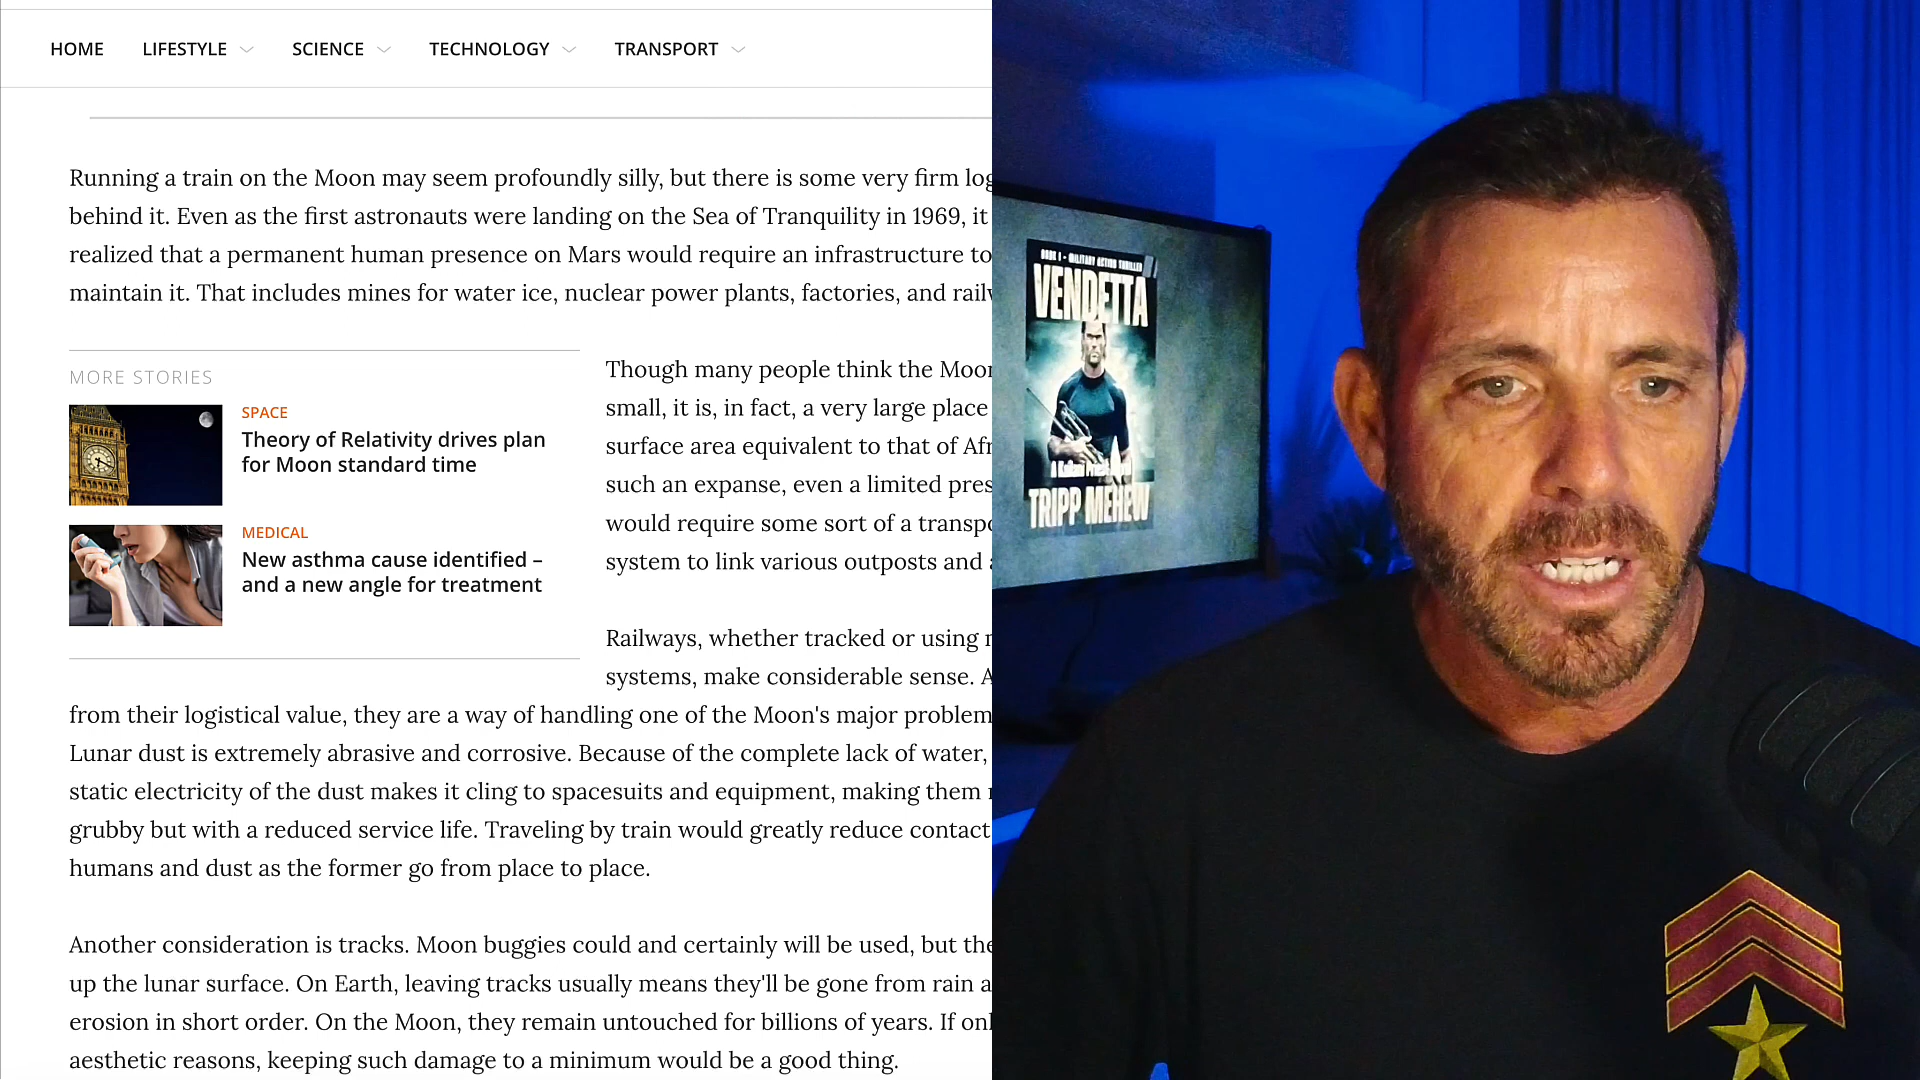 HOME LIFESTYLE SCIENCE TECHNOLOGY TRANSPORT
Running a train on the Moon may seem profoundly silly, but there is some very firm log
behind it. Even as the first astronauts were landing on the Sea of Tranquility in 1969, it
realized that a permanent human presence on Mars would require an infrastructure to
maintain it. That includes mines for water ice, nuclear power plants, factories, and
MORE STORIES
SPACE
Theory of Relativity drives plan
for Moon standard time
MEDICAL
New asthma cause identified –
and a new angle for treatment
Though many people think the Moon
small, it is, in fact, a very large place
surface area equivalent to that of Afr
such an expanse, even a limited pres
would require some sort of a transpo
system to link various outposts and
Railways, whether tracked or using
systems, make considerable sense. A
from their logistical value, they are a way of handling one of the Moon's major problem
Lunar dust is extremely abrasive and corrosive. Because of the complete lack of water,
static electricity of the dust makes it cling to spacesuits and equipment, making them
grubby but with a reduced service life. Traveling by train would greatly reduce contact
humans and dust as the former go from place to place.
Another consideration is tracks. Moon buggies could and certainly will be used, but the
up the lunar surface. On Earth, leaving tracks usually means they'll be gone from rain a
erosion in short order. On the Moon, they remain untouched for billions of years. If onl
aesthetic reasons, keeping such damage to a minimum would be a good thing.
BOOK 1 - MILITARY ACTION THRILLER
VENDETTA
TRIPP MEHEW